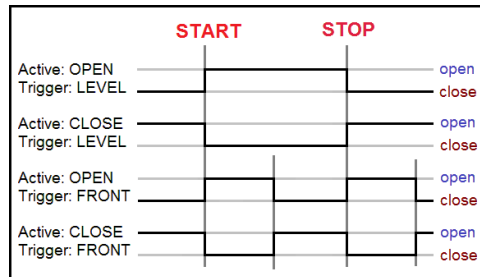 START STOP
Active: OPEN open
Trigger: LEVEL close
Active: CLOSE open
Trigger: LEVEL close
Active: OPEN open
Trigger: FRONT close
Active: CLOSE open
Trigger: FRONT close